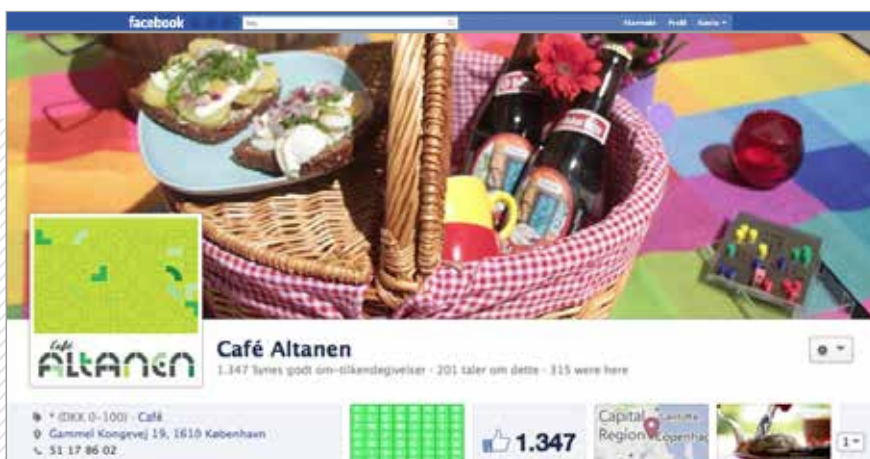 facebook
Startside Profil Konto
Café
ALTANEN
Café Altanen
1.347 Synes godt om-tilkendegivelser · 201 taler om dette · 315 were here
* (DKK 0-100) · Café
Gammel Kongevej 19, 1610 København
51 17 86 02
1.347
Capital
Region Copenhag
1